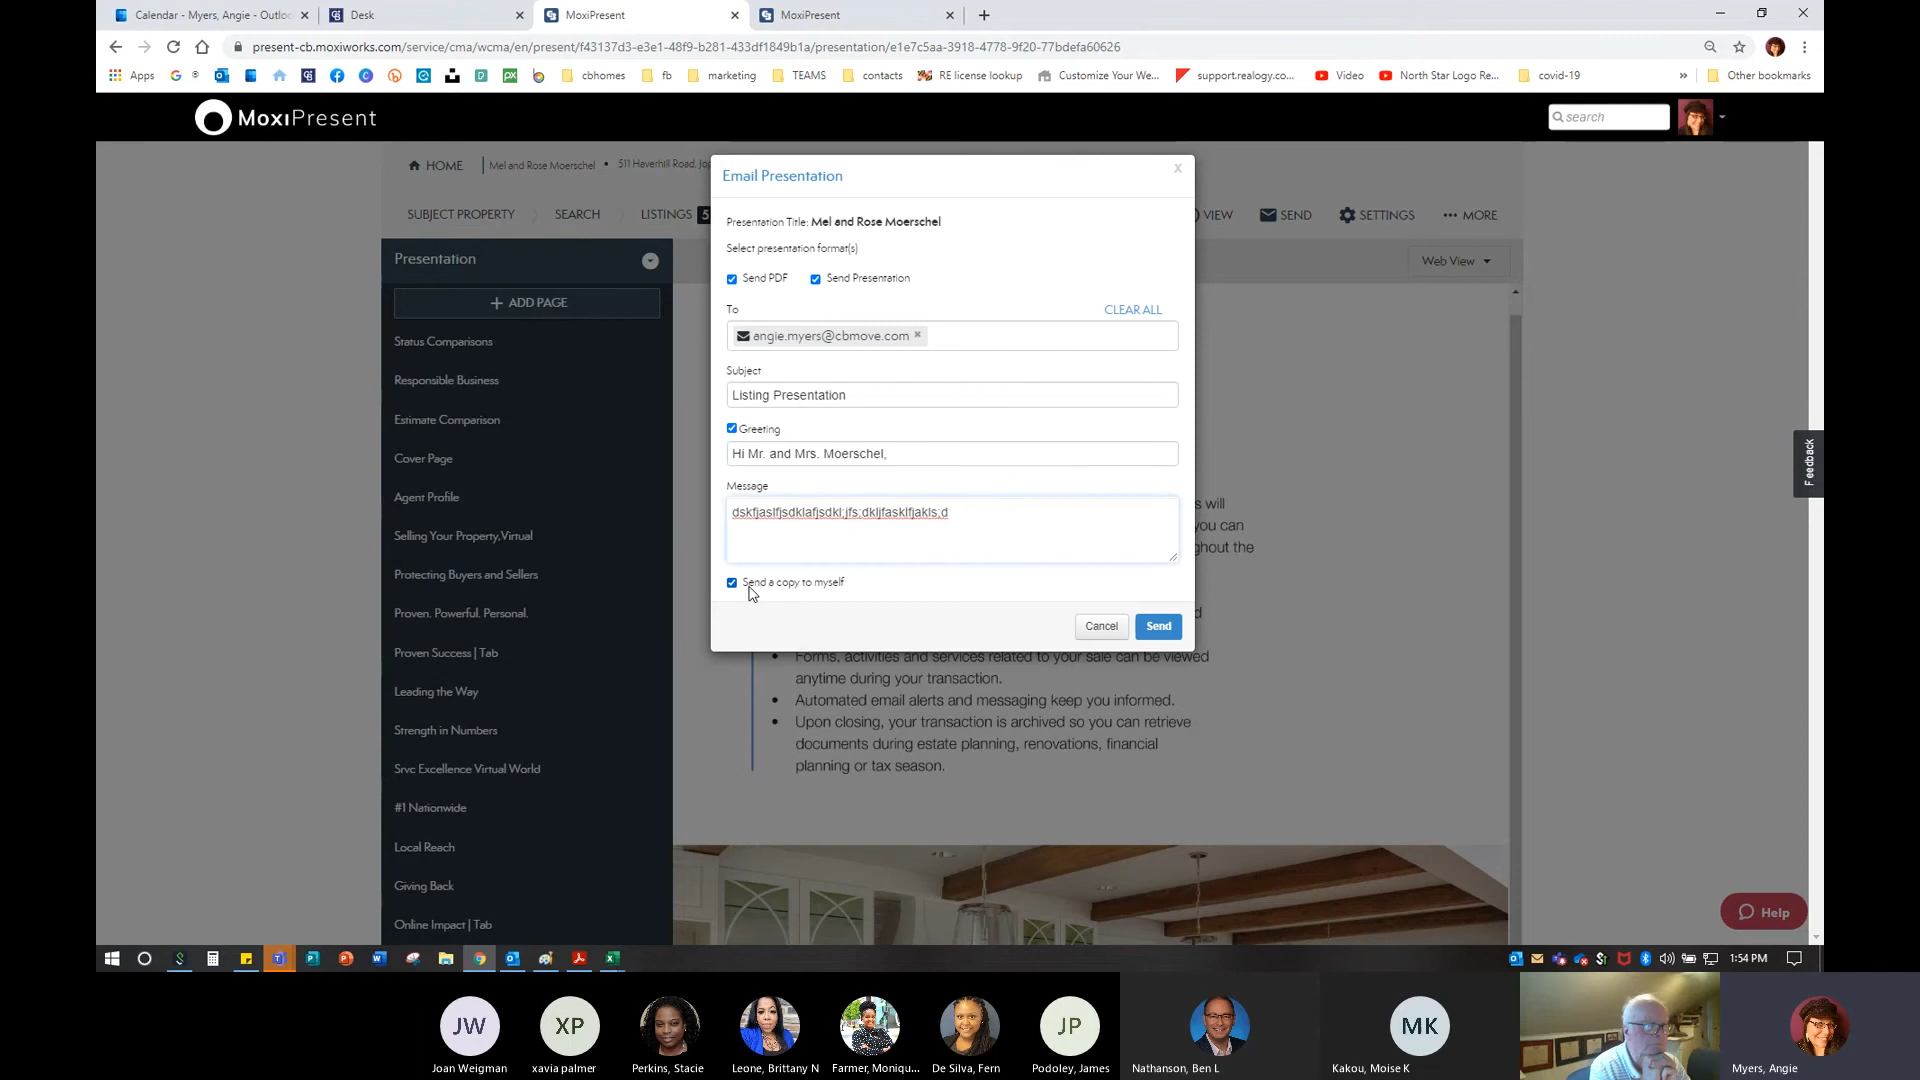 Calendar - Myers, Angie - Outlo
Desk
MoxiPresent
MoxiPresent
present-cb.moxiworks.com/service/cma/wcma/en/present/f43137d3-e3e1-48f9-b281-433df1849b1a/presentation/e1e7c5aa-3918-4778-9f20-77bdefa60626
Apps
cbhomes
fb
marketing
TEAMS
contacts
RE license lookup
Customize Your We...
support.realogy.co...
Video
North Star Logo Re...
covid-19
Other bookmarks
MoxiPresent
search
HOME
Mel and Rose Moerschel • 511 Haverhill Road, Jop
SUBJECT PROPERTY
SEARCH
LISTINGS 5
VIEW
SEND
SETTINGS
MORE
Presentation
Web View
+ ADD PAGE
Status Comparisons
Responsible Business
Estimate Comparison
Cover Page
Agent Profile
Selling Your Property,Virtual
Protecting Buyers and Sellers
Proven. Powerful. Personal.
Proven Success | Tab
Leading the Way
Strength in Numbers
Srvc Excellence Virtual World
#1 Nationwide
Local Reach
Giving Back
Online Impact | Tab
Email Presentation
x
Presentation Title: Mel and Rose Moerschel
Select presentation format(s)
Send PDF
Send Presentation
To
CLEAR ALL
angie.myers@cbmove.com ×
Subject
Listing Presentation
Greeting
Hi Mr. and Mrs. Moerschel,
Message
dskfjaslfjsdklafjsdkl;jfs;dkljfasklfjakls;d
Send a copy to myself
Cancel
Send
s will
you can
ghout the
d
• Forms, activities and services related to your sale can be viewed
anytime during your transaction.
• Automated email alerts and messaging keep you informed.
• Upon closing, your transaction is archived so you can retrieve
documents during estate planning, renovations, financial
planning or tax season.
Feedback
Help
1:54 PM
JW
XP
JP
MK
Joan Weigman
xavia palmer
Perkins, Stacie
Leone, Brittany N
Farmer, Moniqu...
De Silva, Fern
Podoley, James
Nathanson, Ben L
Kakou, Moise K
Myers, Angie